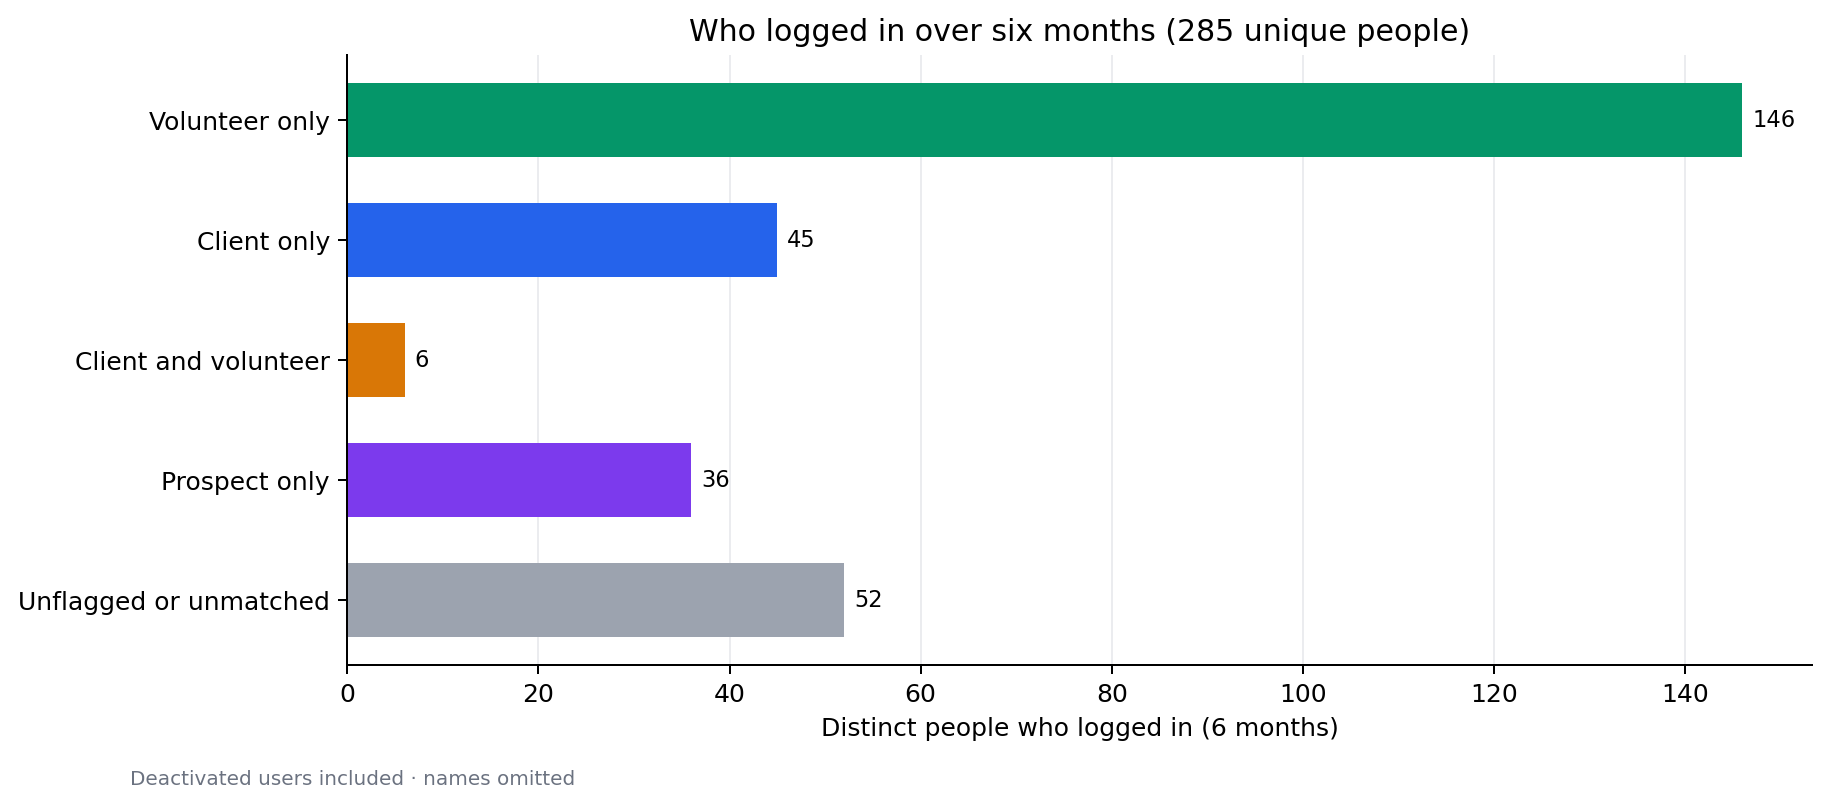 Who logged in over six months (285 unique people)
Volunteer only
146
Client only
45
Client and volunteer
6
Prospect only
36
Unflagged or unmatched
52
0 20 40 60 80 100 120 140
Distinct people who logged in (6 months)
Deactivated users included · names omitted